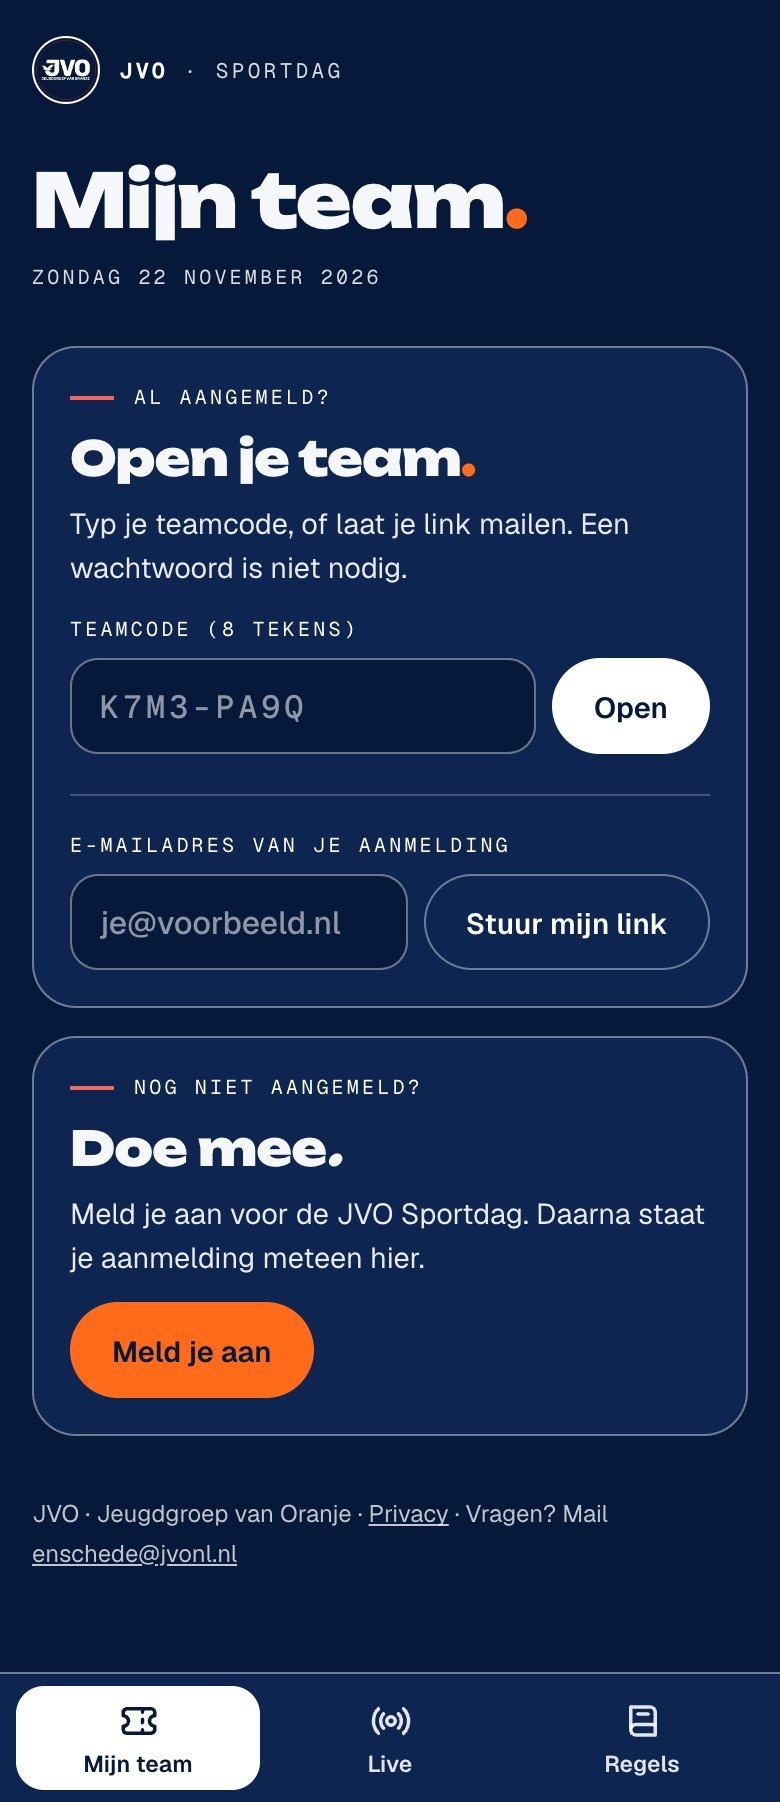 JVO
JEUGDGROEP VAN ORANJE
JVO · SPORTDAG
Mijn team.
ZONDAG 22 NOVEMBER 2026
AL AANGEMELD?
Open je team.
Typ je teamcode, of laat je link mailen. Een
wachtwoord is niet nodig.
TEAMCODE (8 TEKENS)
K7M3-PA9Q
Open
E-MAILADRES VAN JE AANMELDING
je@voorbeeld.nl
Stuur mijn link
NOG NIET AANGEMELD?
Doe mee.
Meld je aan voor de JVO Sportdag. Daarna staat
je aanmelding meteen hier.
Meld je aan
JVO · Jeugdgroep van Oranje · Privacy · Vragen? Mail
enschede@jvonl.nl
Mijn team
Live
Regels